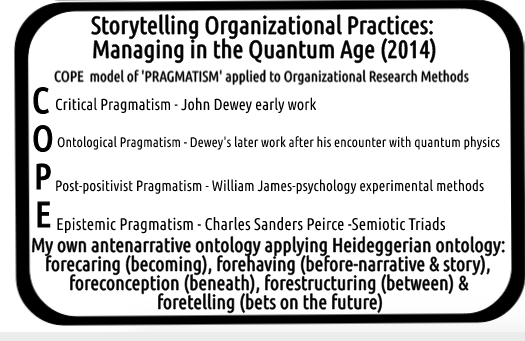 Storytelling Organizational Practices:
Managing in the Quantum Age (2014)
COPE model of 'PRAGMATISM' applied to Organizational Research Methods
C Critical Pragmatism - John Dewey early work
O Ontological Pragmatism - Dewey's later work after his encounter with quantum physics
P Post-positivist Pragmatism - William James-psychology experimental methods
E Epistemic Pragmatism - Charles Sanders Peirce -Semiotic Triads
My own antenarrative ontology applying Heideggerian ontology:
forecaring (becoming), forehaving (before-narrative & story),
foreconception (beneath), forestructuring (between) &
foretelling (bets on the future)